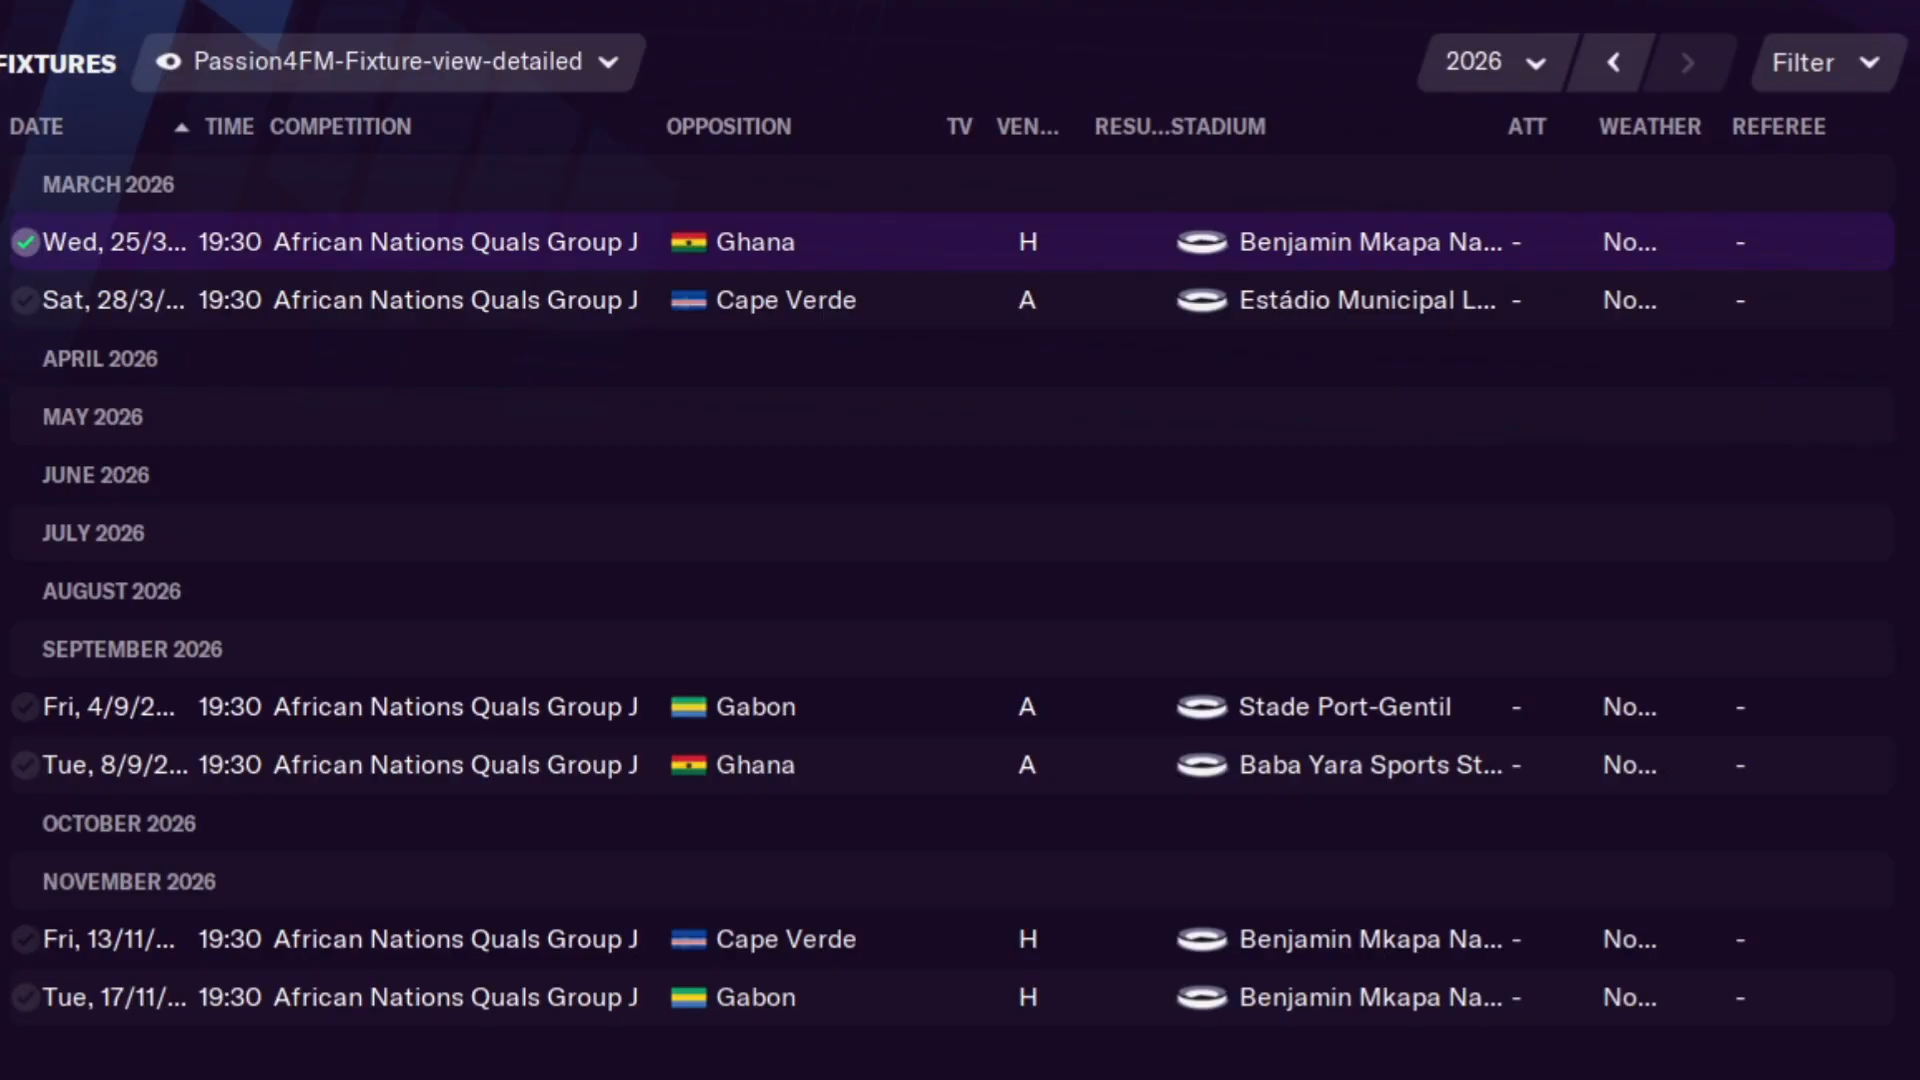 FIXTURES Passion4FM-Fixture-view-detailed 2026 Filter
DATE TIME COMPETITION OPPOSITION TV VEN... RESU...STADIUM ATT WEATHER REFEREE
MARCH 2026
Wed, 25/3... 19:30 African Nations Quals Group J Ghana H Benjamin Mkapa Na... - No... -
Sat, 28/3/... 19:30 African Nations Quals Group J Cape Verde A Estádio Municipal L... - No... -
APRIL 2026
MAY 2026
JUNE 2026
JULY 2026
AUGUST 2026
SEPTEMBER 2026
Fri, 4/9/2... 19:30 African Nations Quals Group J Gabon A Stade Port-Gentil - No... -
Tue, 8/9/2... 19:30 African Nations Quals Group J Ghana A Baba Yara Sports St... - No... -
OCTOBER 2026
NOVEMBER 2026
Fri, 13/11/... 19:30 African Nations Quals Group J Cape Verde H Benjamin Mkapa Na... - No... -
Tue, 17/11/... 19:30 African Nations Quals Group J Gabon H Benjamin Mkapa Na... - No... -